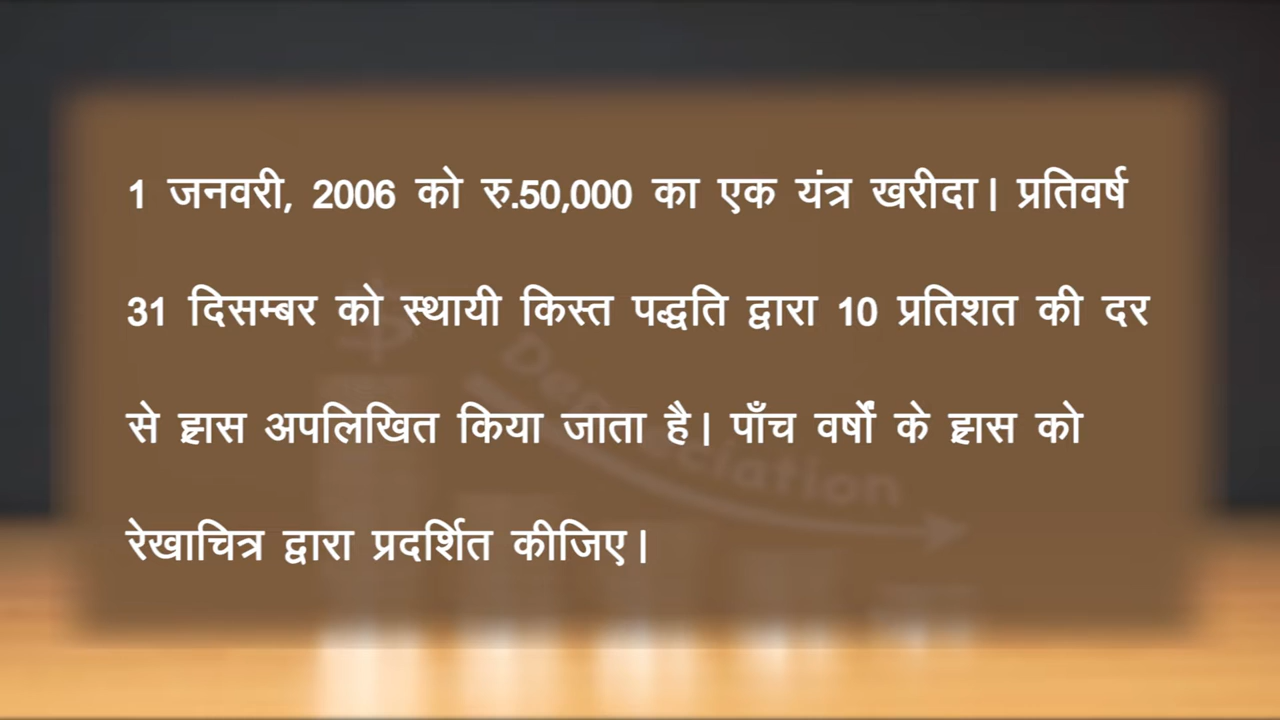 1 जनवरी, 2006 को रु.50,000 का एक यंत्र खरीदा। प्रतिवर्ष
31 दिसम्बर को स्थायी किस्त पद्धति द्वारा 10 प्रतिशत की दर
से ह्रास अपलिखित किया जाता है। पाँच वर्षों के ह्रास को
रेखाचित्र द्वारा प्रदर्शित कीजिए।
Depreciation